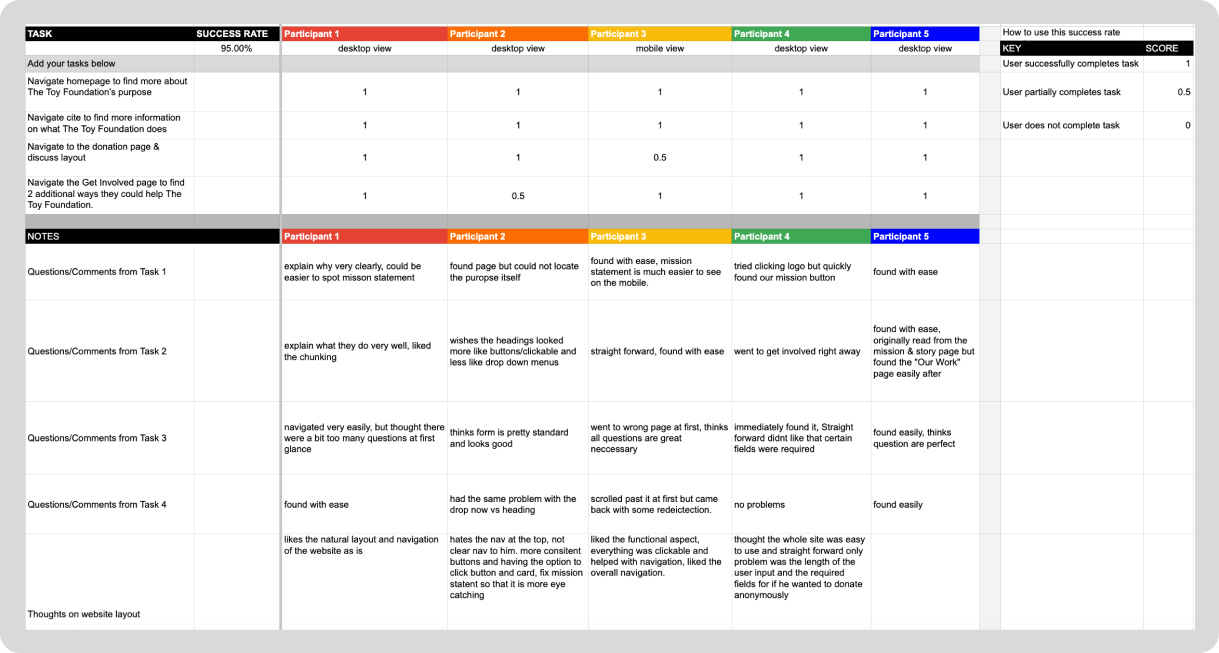 TASK SUCCESS RATE Participant 1 Participant 2 Participant 3 Participant 4 Participant 5 How to use this success rate
95.00% desktop view desktop view mobile view desktop view desktop view KEY SCORE
Add your tasks below User successfully completes task 1
Navigate homepage to find more about
The Toy Foundation's purpose
1 1 1 1 1 User partially completes task 0.5
Navigate cite to find more information
on what The Toy Foundation does
1 1 1 1 1 User does not complete task 0
Navigate to the donation page &
discuss layout
1 1 0.5 1 1
Navigate the Get Involved page to find
2 additional ways they could help The
Toy Foundation.
1 0.5 1 1 1
NOTES Participant 1 Participant 2 Participant 3 Participant 4 Participant 5
Questions/Comments from Task 1
explain why very clearly, could be
easier to spot misson statement
found page but could not locate
the puropse itself
found with ease, mission
statement is much easier to see
on the mobile.
tried clicking logo but quickly
found our mission button
found with ease
Questions/Comments from Task 2
explain what they do very well, liked
the chunking
wishes the headings looked
more like buttons/clickable and
less like drop down menus
straight forward, found with ease
went to get involved right away
found with ease,
originally read from the
mission & story page but
found the "Our Work"
page easily after
Questions/Comments from Task 3
navigated very easily, but thought there
were a bit too many questions at first
glance
thinks form is pretty standard
and looks good
went to wrong page at first, thinks
all questions are great
neccessary
immediately found it, Straight
forward didnt like that certain
fields were required
found easily, thinks
question are perfect
Questions/Comments from Task 4
found with ease
had the same problem with the
drop now vs heading
scrolled past it at first but came
back with some redeictection.
no problems
found easily
Thoughts on website layout
likes the natural layout and navigation
of the website as is
hates the nav at the top, not
clear nav to him. more consitent
buttons and having the option to
click button and card, fix mission
statent so that it is more eye
catching
liked the functional aspect,
everything was clickable and
helped with navigation, liked the
overall navigation.
thought the whole site was easy
to use and straight forward only
problem was the length of the
user input and the required
fields for if he wanted to donate
anonymously